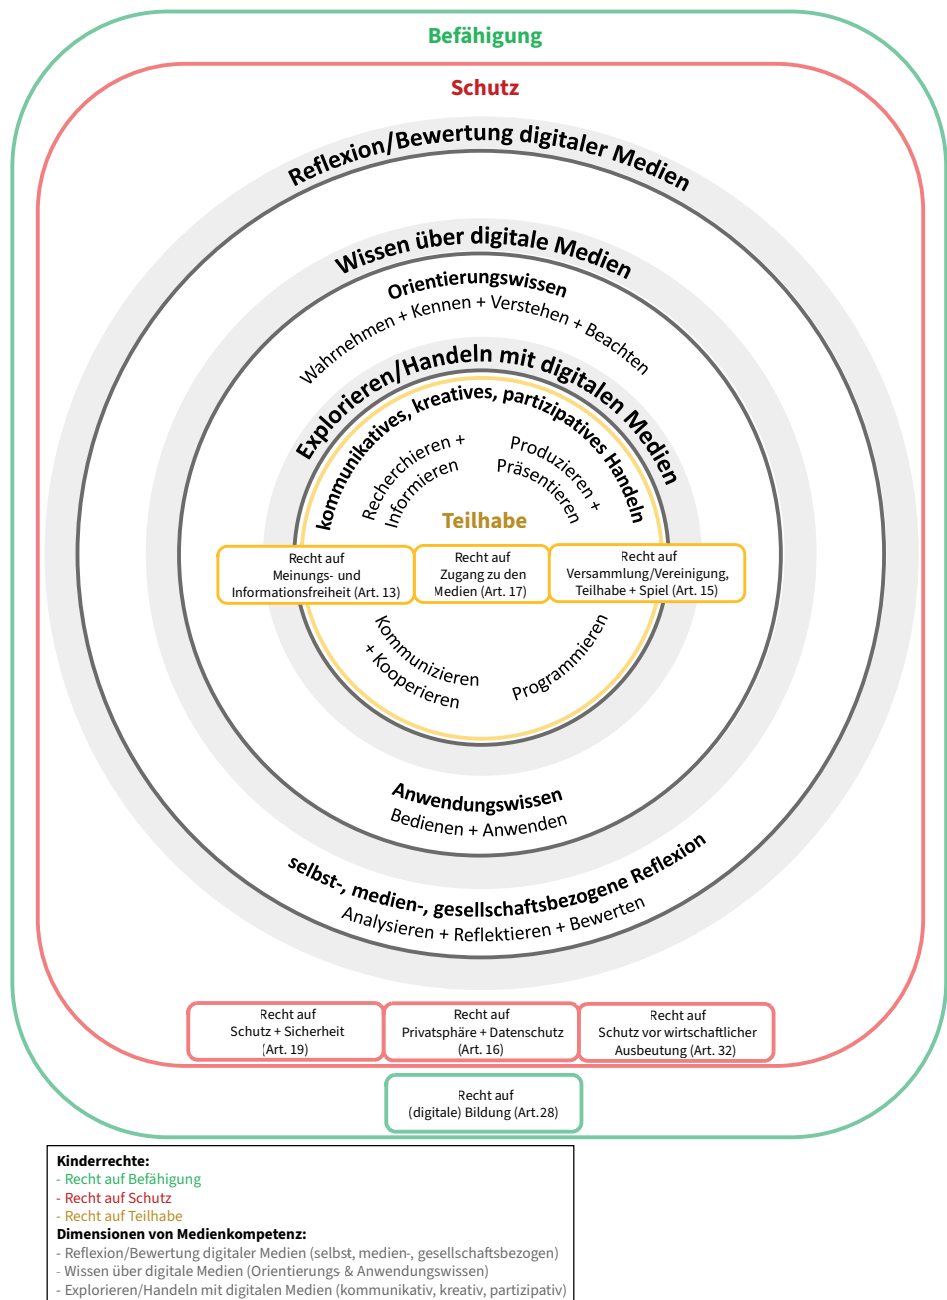 Befähigung
Schutz
Reflexion/Bewertung digitaler Medien
Wissen über digitale Medien
Orientierungswissen
Wahrnehmen + Kennen + Verstehen + Beachten
Explorieren/Handeln mit digitalen Medien
kommunikatives, kreatives, partizipatives Handeln
Recherchieren +
Informieren
Produzieren +
Präsentieren
Teilhabe
Recht auf
Meinungs- und
Informationsfreiheit (Art. 13)
Recht auf
Zugang zu den
Medien (Art. 17)
Recht auf
Versammlung/Vereinigung,
Teilhabe + Spiel (Art. 15)
Kommunizieren
+ Kooperieren
Programmieren
Anwendungswissen
Bedienen + Anwenden
selbst-, medien-, gesellschaftsbezogene Reflexion
Analysieren + Reflektieren + Bewerten
Recht auf
Schutz + Sicherheit
(Art. 19)
Recht auf
Privatsphäre + Datenschutz
(Art. 16)
Recht auf
Schutz vor wirtschaftlicher
Ausbeutung (Art. 32)
Recht auf
(digitale) Bildung (Art.28)
Kinderrechte:
- Recht auf Befähigung
- Recht auf Schutz
- Recht auf Teilhabe
Dimensionen von Medienkompetenz:
- Reflexion/Bewertung digitaler Medien (selbst, medien-, gesellschaftsbezogen)
- Wissen über digitale Medien (Orientierungs- & Anwendungswissen)
- Explorieren/Handeln mit digitalen Medien (kommunikativ, kreativ, partizipativ)